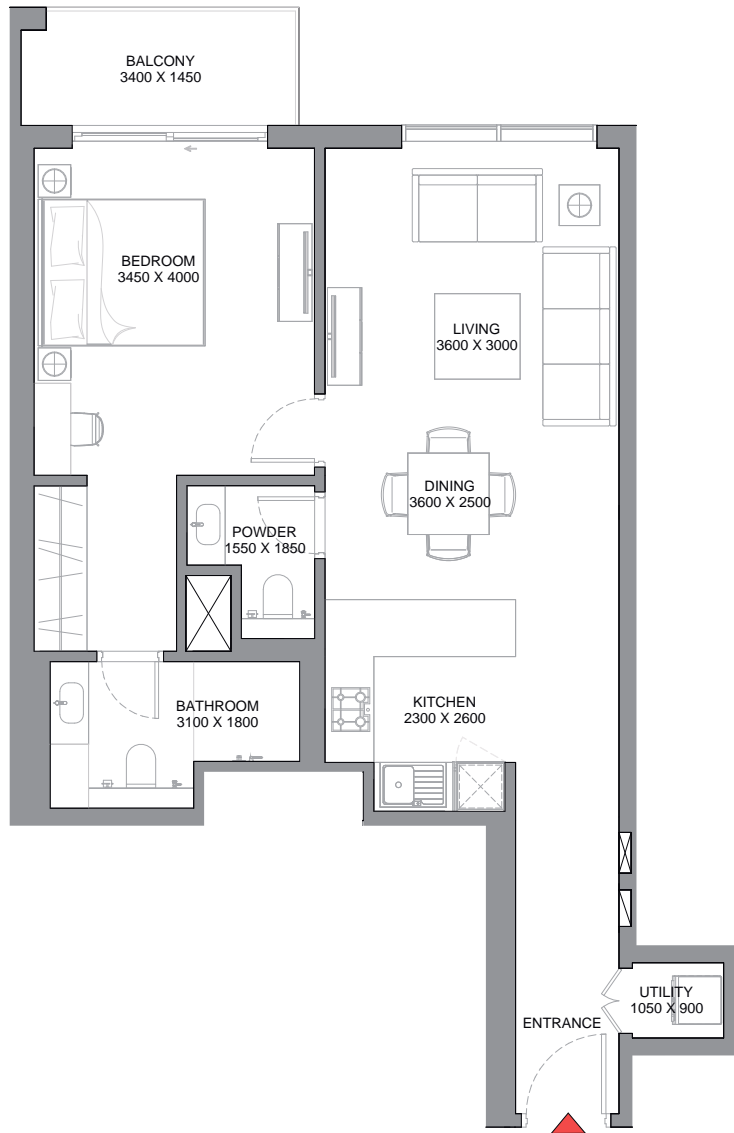 BALCONY
3400 X 1450
BEDROOM
3450 X 4000
LIVING
3600 X 3000
DINING
3600 X 2500
POWDER
1550 X 1850
BATHROOM
3100 X 1800
KITCHEN
2300 X 2600
UTILITY
1050 X 900
ENTRANCE